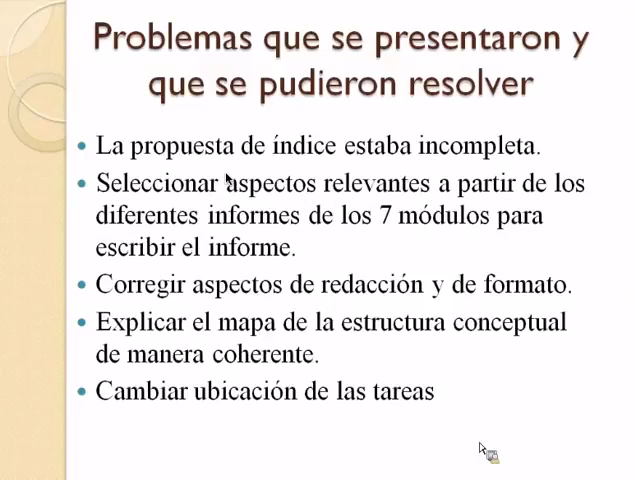 Problemas que se presentaron y
que se pudieron resolver
La propuesta de índice estaba incompleta.
Seleccionar aspectos relevantes a partir de los
diferentes informes de los 7 módulos para
escribir el informe.
Corregir aspectos de redacción y de formato.
Explicar el mapa de la estructura conceptual
de manera coherente.
Cambiar ubicación de las tareas